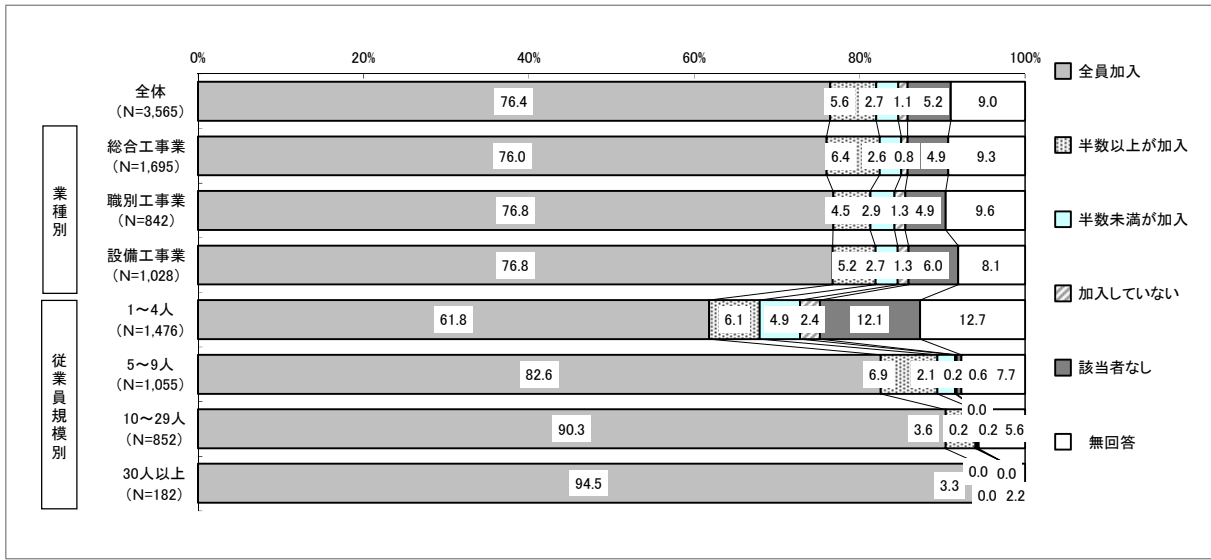 0% 20% 40% 60% 80% 100%
全体
(N=3,565)
76.4 5.6 2.7 1.1 5.2 9.0
業種別
総合工事業
(N=1,695)
76.0 6.4 2.6 0.8 4.9 9.3
職別工事業
(N=842)
76.8 4.5 2.9 1.3 4.9 9.6
設備工事業
(N=1,028)
76.8 5.2 2.7 1.3 6.0 8.1
従業員規模別
1～4人
(N=1,476)
61.8 6.1 4.9 2.4 12.1 12.7
5～9人
(N=1,055)
82.6 6.9 2.1 0.2 0.6 7.7
10～29人
(N=852)
90.3 3.6 0.2 0.0 0.2 5.6
30人以上
(N=182)
94.5 3.3 0.0 0.0 0.0 2.2
全員加入
半数以上が加入
半数未満が加入
加入していない
該当者なし
無回答